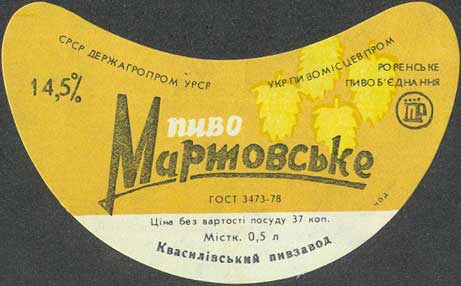 СРСР ДЕРЖАГРОПРОМ УРСР
УКРПИВОМІСЦЕВПРОМ
РОВЕНСЬКЕ
ПИВОБ'ЄДНАННЯ
14,5%
пиво
Мартовське
ГОСТ 3473-78
Ціна без вартості посуду 37 коп.
Містк. 0,5 л
Квасилівський пивзавод